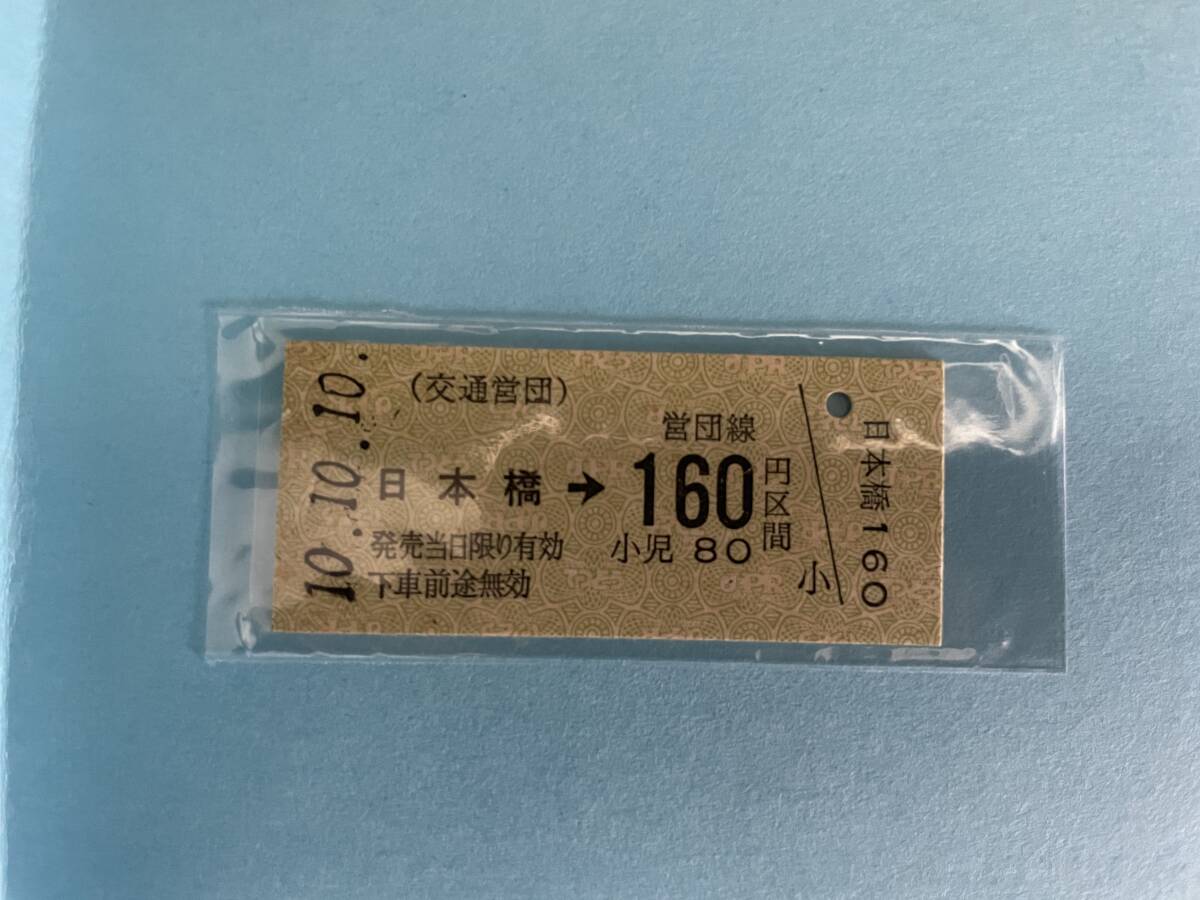 10.10.10.
(交通営団)
営団線
日本橋→160円区間
小児 80
発売当日限り有効
下車前途無効
小
日本橋160